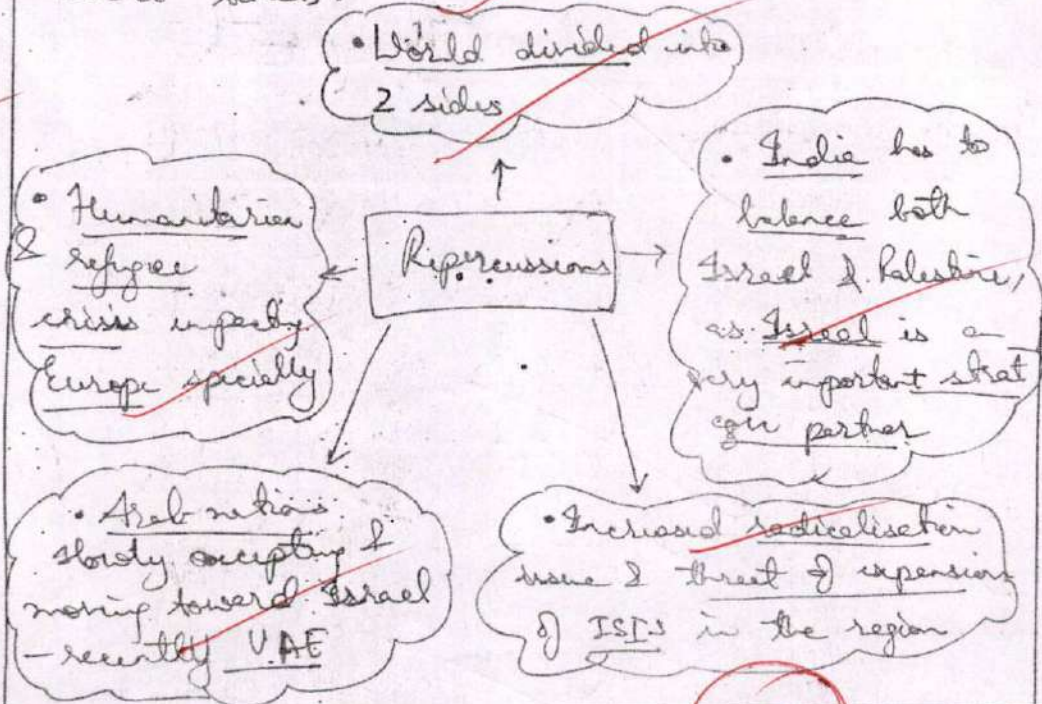 • World divided into
2 sides
• Humanitarian
& refugee
crisis impacting
Europe specially
Repercussions
• India has to
balance both
Israel & Palestine,
as Israel is a
very important strat
egic partner
• Arab nations
slowly accepting &
moving toward Israel
- recently UAE
• Increased radicalisation
issue & threat of expansion
of ISIS in the region